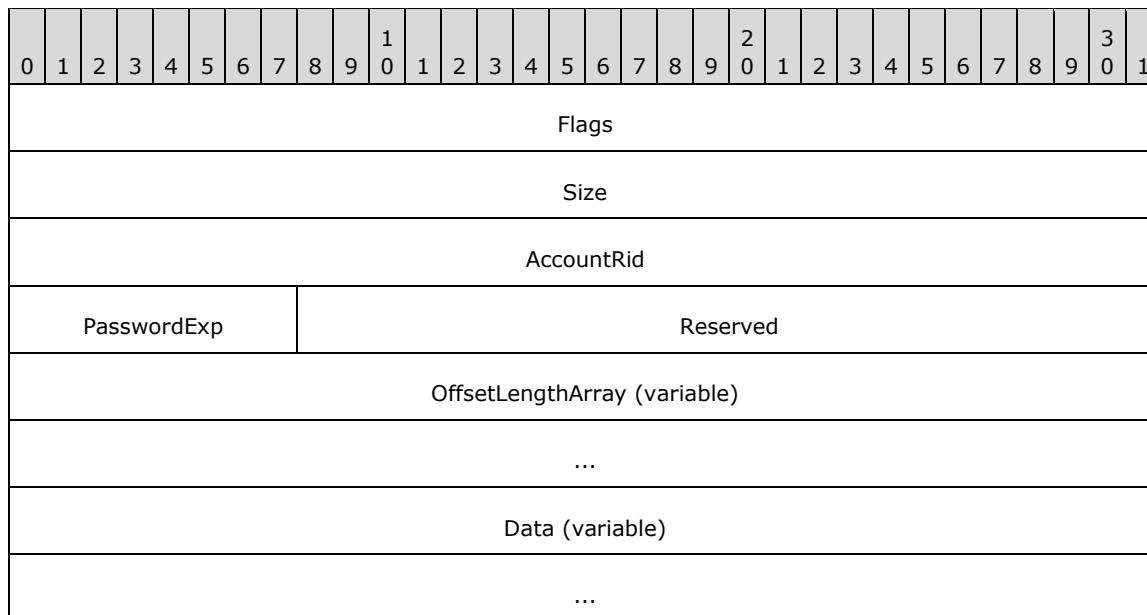 1 2 3
0 1 2 3 4 5 6 7 8 9 0 1 2 3 4 5 6 7 8 9 0 1 2 3 4 5 6 7 8 9 0 1
Flags
Size
AccountRid
PasswordExp Reserved
OffsetLengthArray (variable)
...
Data (variable)
...